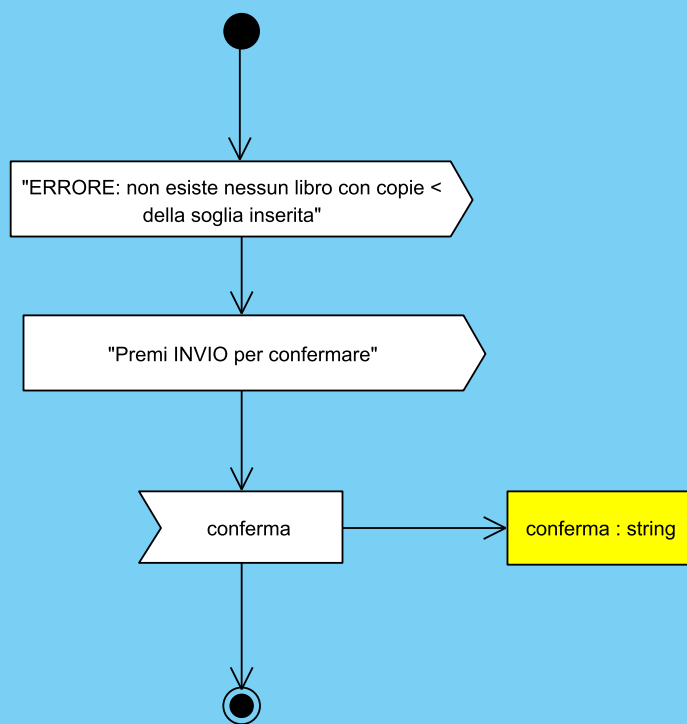 "ERRORE: non esiste nessun libro con copie <
della soglia inserita"
"Premi INVIO per confermare"
conferma
conferma : string